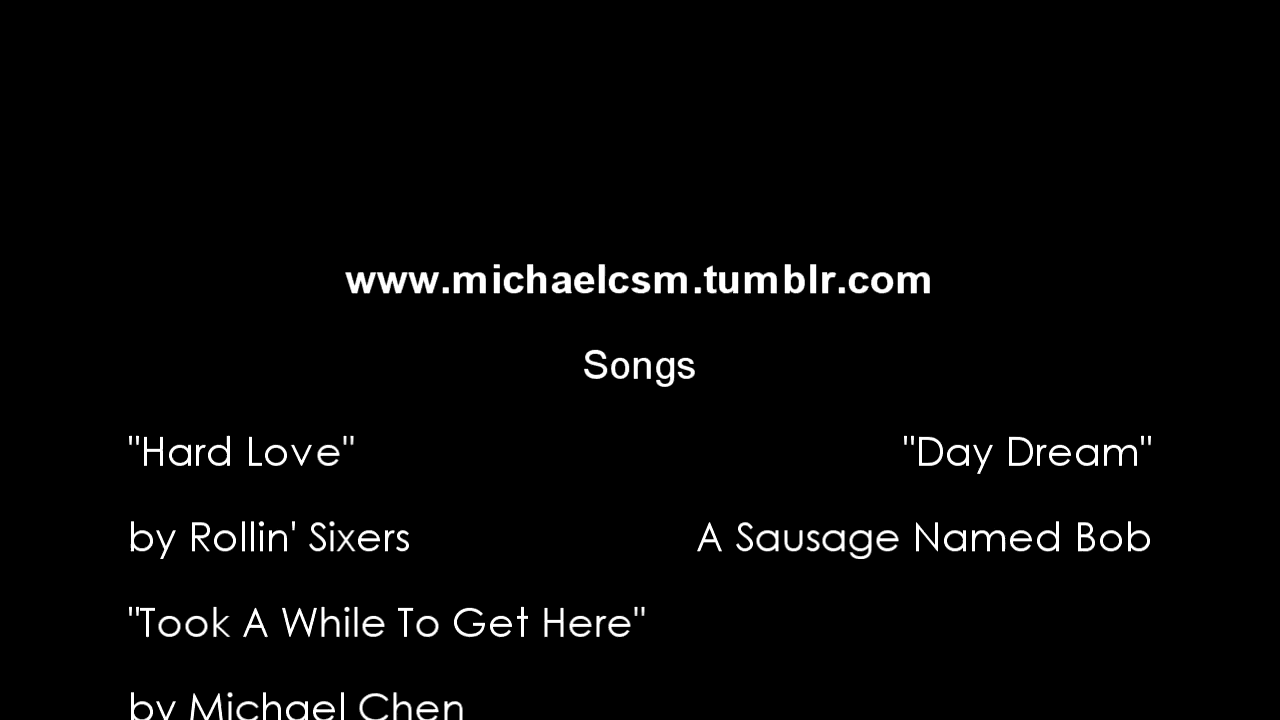 www.michaelcsm.tumblr.com
Songs
"Hard Love"
"Day Dream"
by Rollin' Sixers
A Sausage Named Bob
"Took A While To Get Here"
by Michael Chen